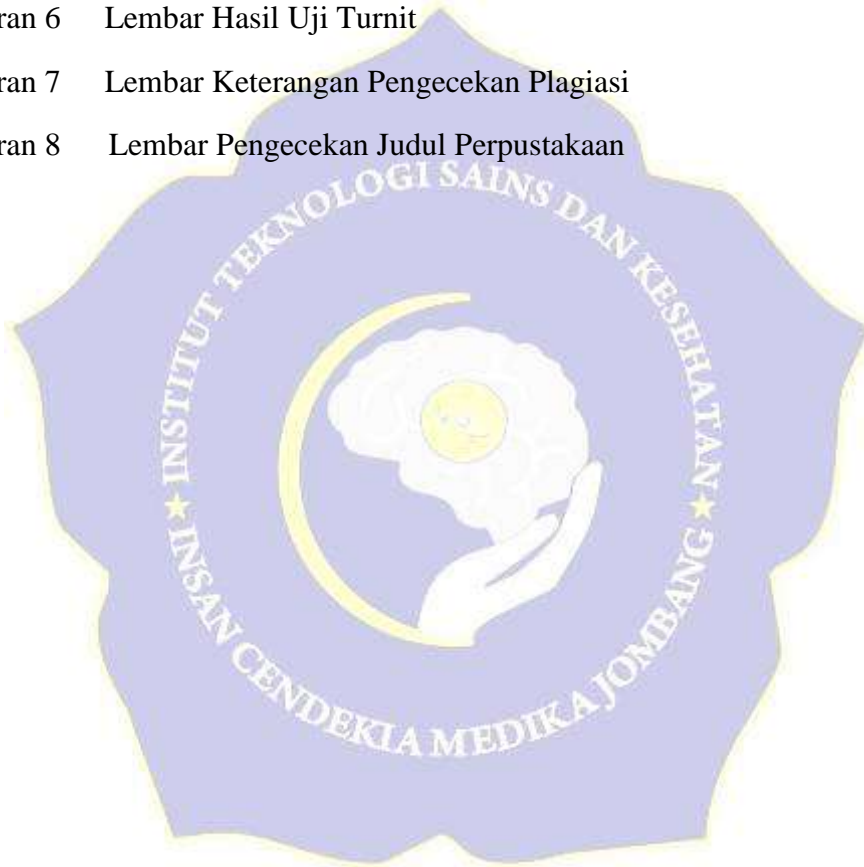 ran 6 Lembar Hasil Uji Turnit
ran 7 Lembar Keterangan Pengecekan Plagiasi
ran 8 Lembar Pengecekan Judul Perpustakaan
INSTITUT TEKNOLOGI SAINS DAN KESEHATAN
★ INSAN CENDEKIA MEDIKA JOMBANG ★